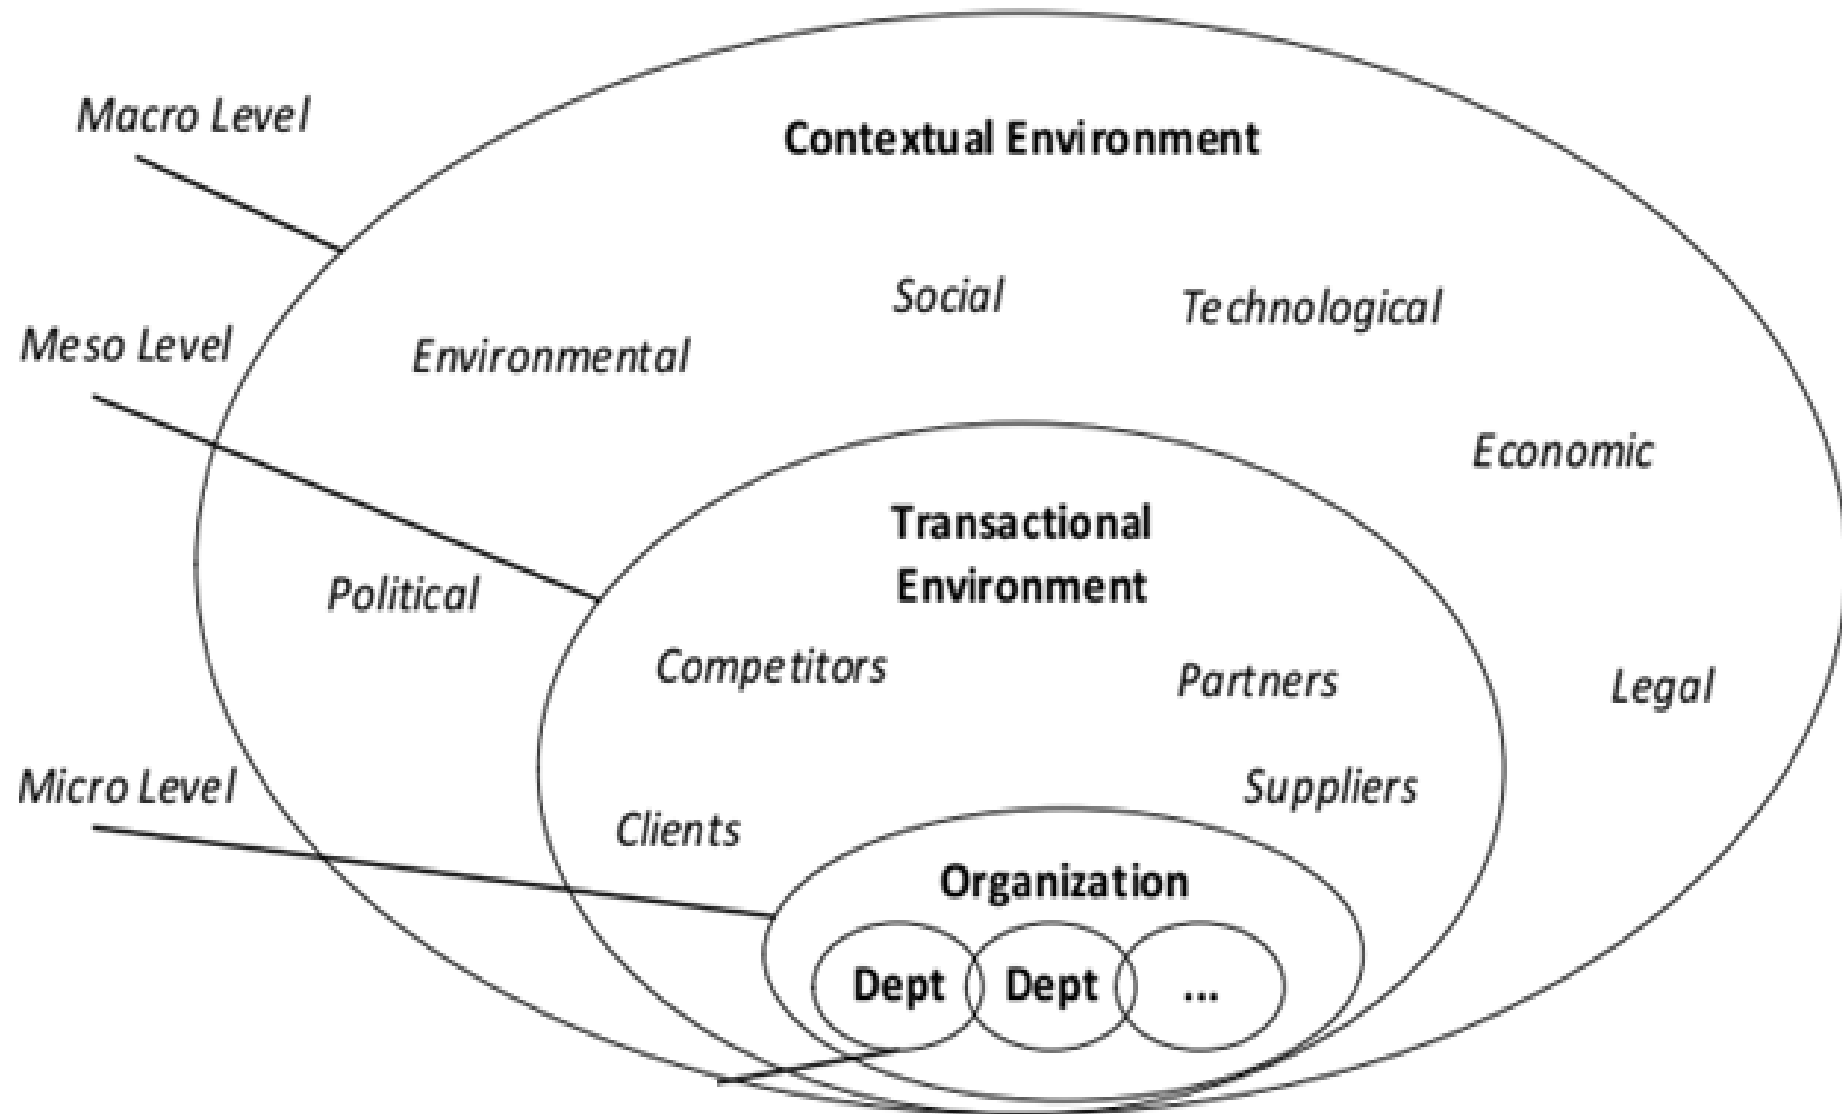 Macro Level
Contextual Environment
Social
Technological
Meso Level
Environmental
Economic
Transactional
Environment
Political
Competitors
Partners
Legal
Micro Level
Suppliers
Clients
Organization
Dept
Dept
...